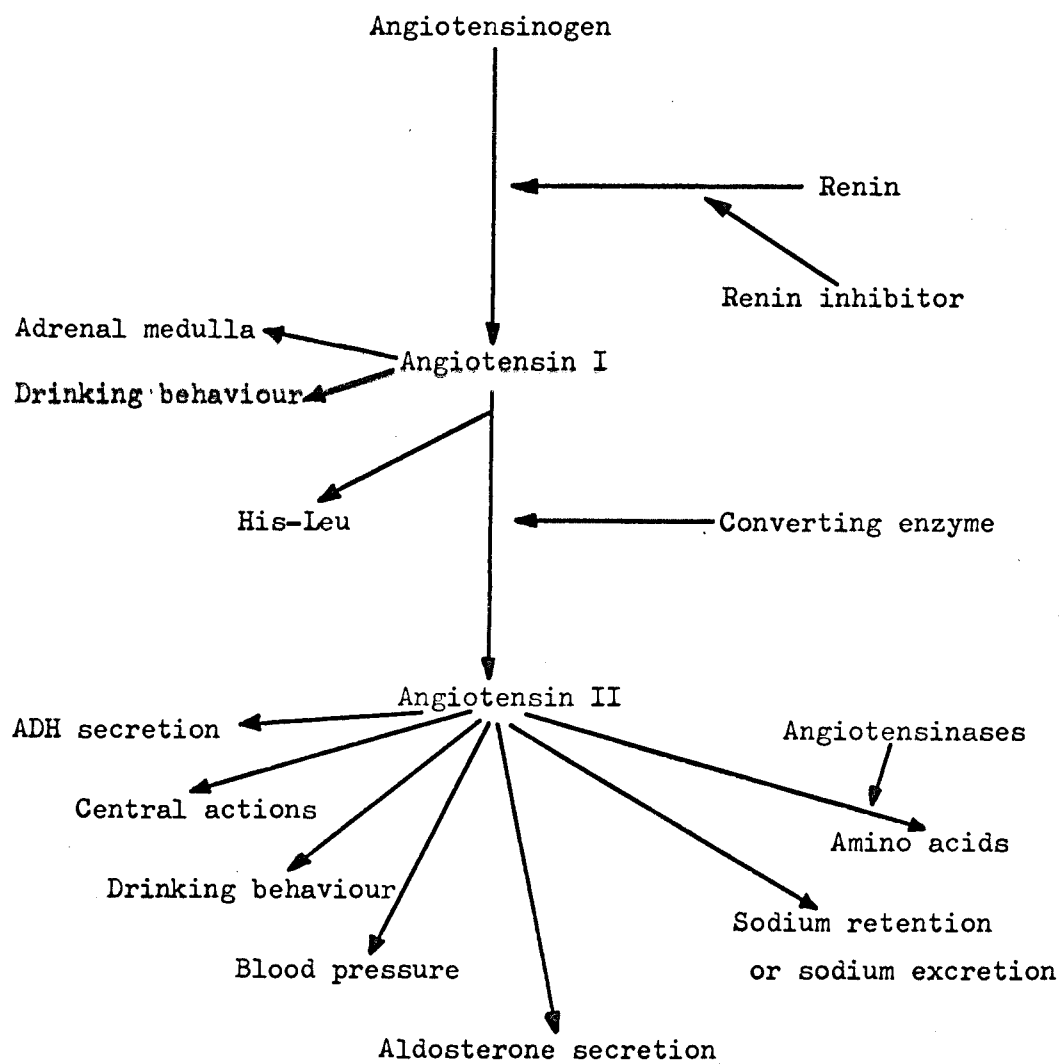 Angiotensinogen
Renin
Renin inhibitor
Adrenal medulla
Angiotensin I
Drinking behaviour
His-Leu
Converting enzyme
Angiotensin II
ADH secretion
Angiotensinases
Central actions
Amino acids
Drinking behaviour
Sodium retention
or sodium excretion
Blood pressure
Aldosterone secretion